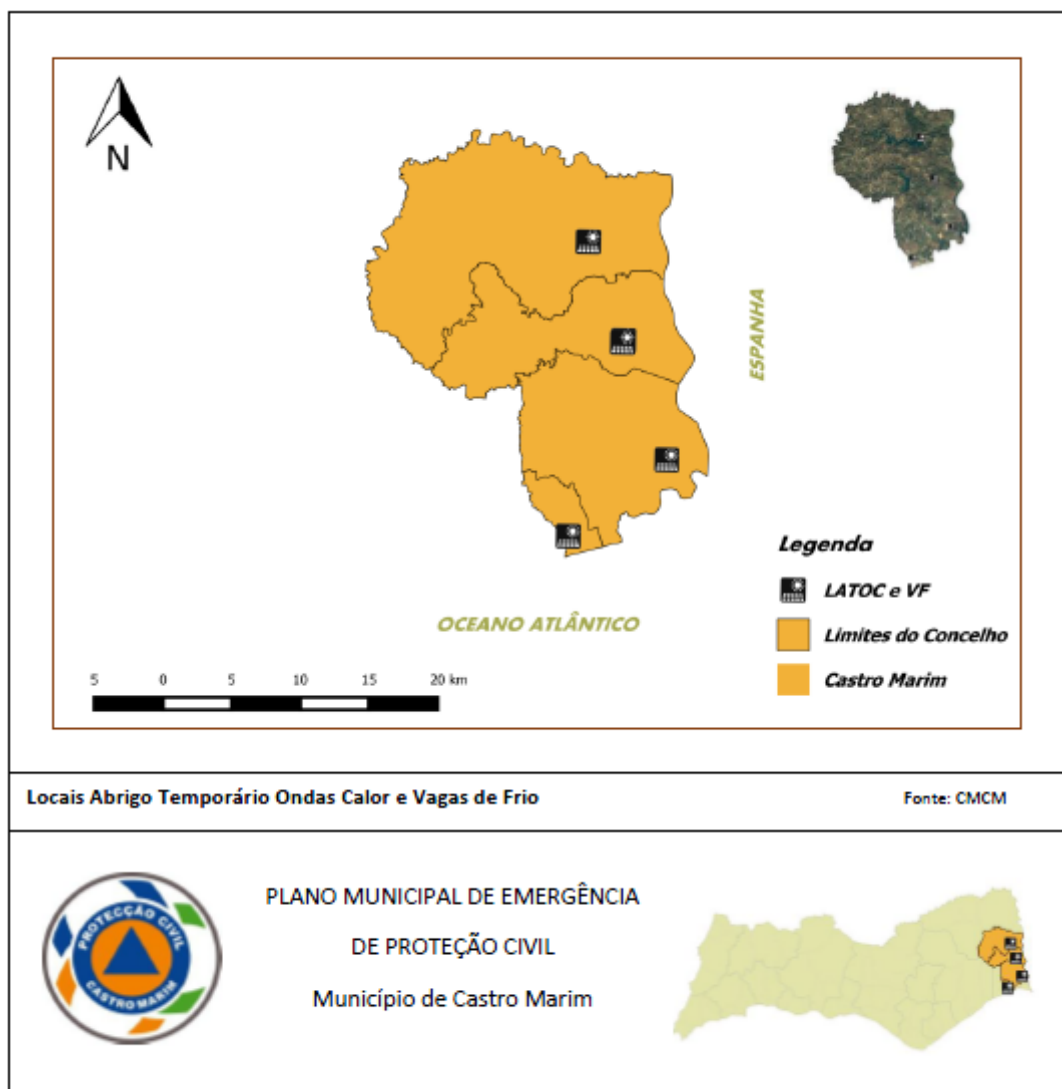 N
ESPANHA
OCEANO ATLÂNTICO
Legenda
LATOC e VF
Limites do Concelho
Castro Marim
5 0 5 10 15 20 km
Locais Abrigo Temporário Ondas Calor e Vagas de Frio
Fonte: CMCM
PROTECÇÃO CIVIL
CASTRO MARIM
PLANO MUNICIPAL DE EMERGÊNCIA
DE PROTEÇÃO CIVIL
Município de Castro Marim